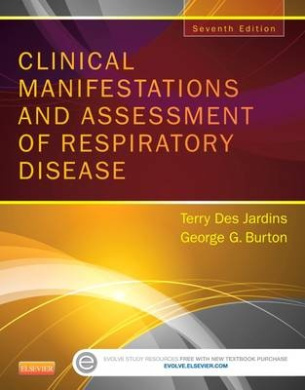 Seventh Edition
CLINICAL
MANIFESTATIONS
AND ASSESSMENT
OF RESPIRATORY
DISEASE
Terry Des Jardins
George G. Burton
ELSEVIER
e
EVOLVE STUDY RESOURCES FREE WITH NEW TEXTBOOK PURCHASE
EVOLVE.ELSEVIER.COM